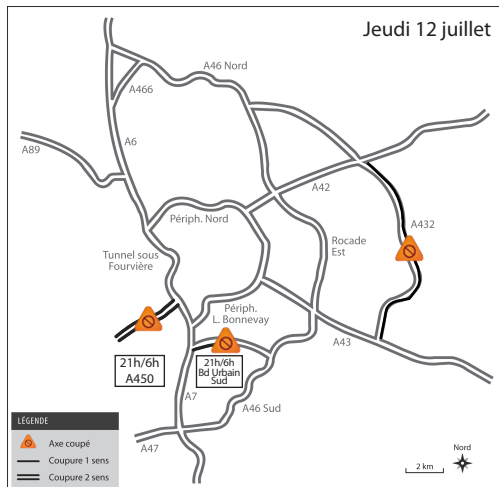 Jeudi 12 juillet
A46 Nord
A466
A6
A89
A42
Périph. Nord
A432
Rocade
Est
Tunnel sous
Fourvière
Périph.
L. Bonnevay
A43
21h/6h
A450
21h/6h
Bd Urbain
Sud
A7
A46 Sud
A47
LÉGENDE
Axe coupé
Coupure 1 sens
Coupure 2 sens
2 km
Nord